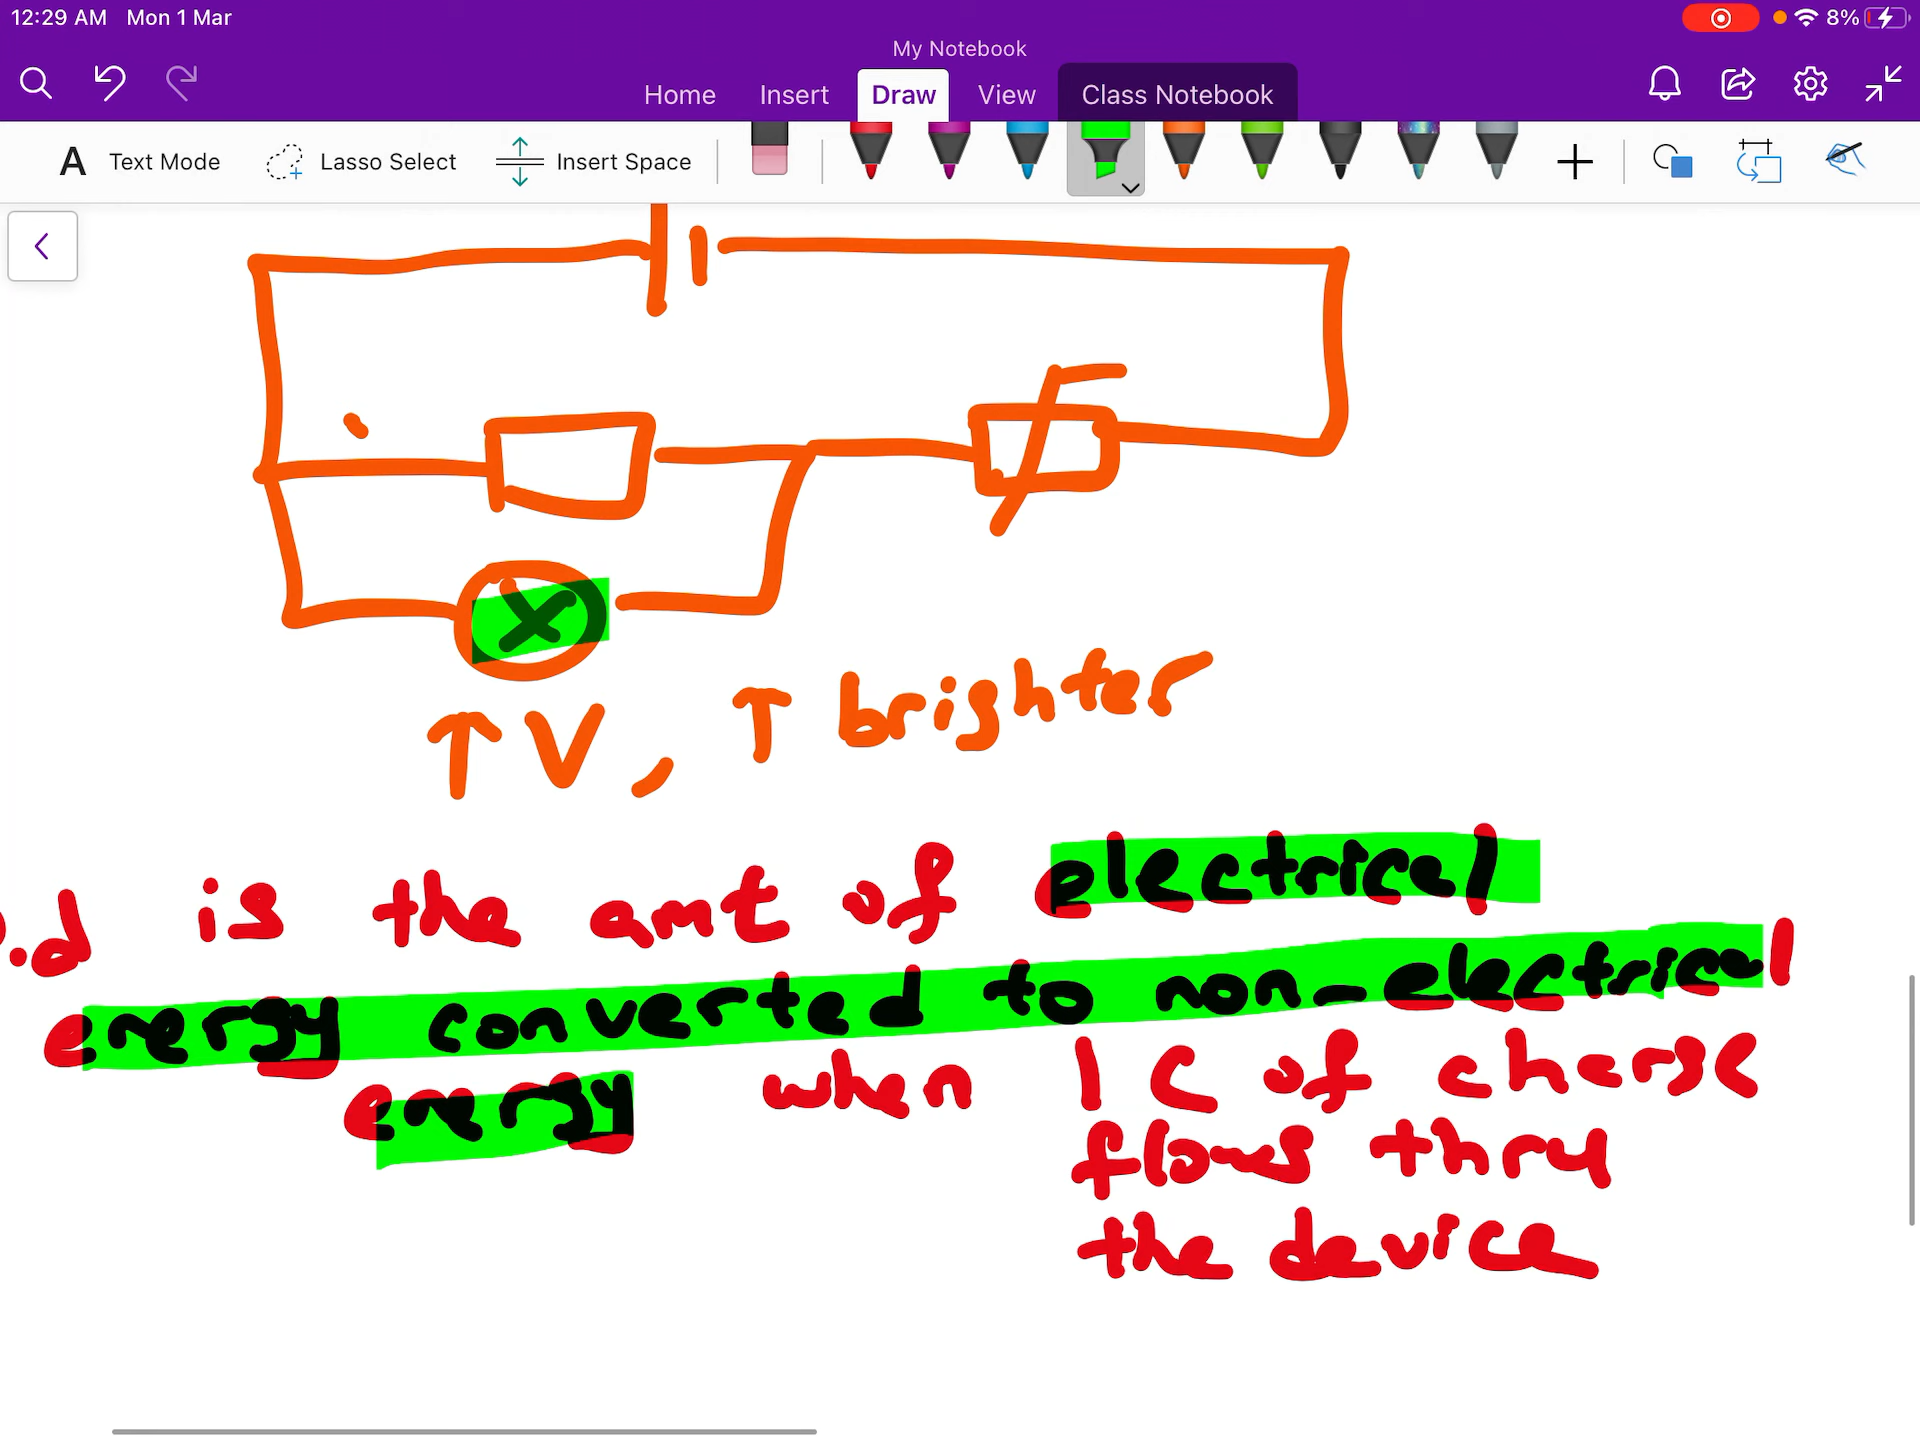 12:29 AM Mon 1 Mar
8%
My Notebook
Home Insert Draw View Class Notebook
A Text Mode Lasso Select Insert Space
↑ V , ↑ brighter
.d is the amt of electrical
energy converted to non-electrical
energy when 1 C of charge
flows thru
the device